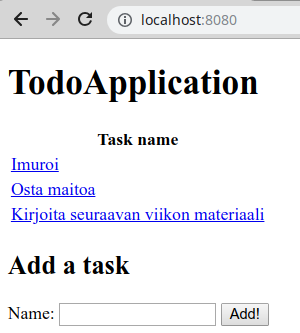 localhost:8080
TodoApplication
Task name
Imuroi
Osta maitoa
Kirjoita seuraavan viikon materiaali
Add a task
Name: Add!